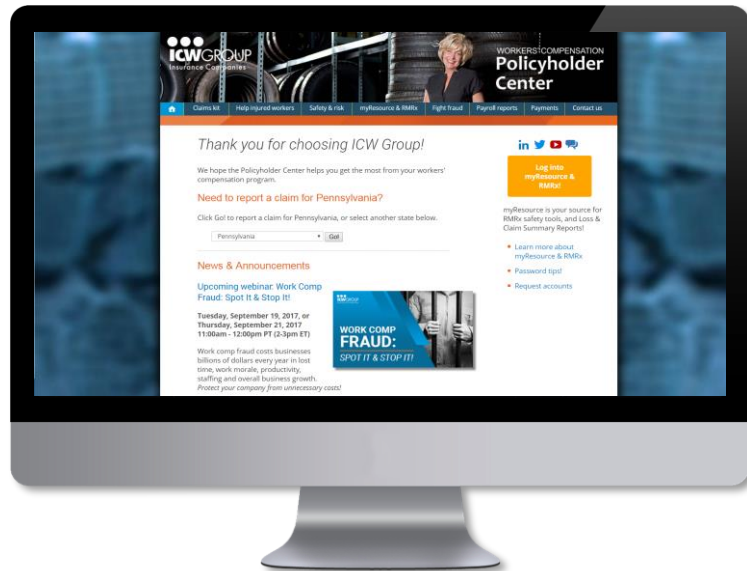 ICWGROUP
Insurance Companies
WORKERS' COMPENSATION
Policyholder
Center
Claims kit Help injured workers Safety & risk myResource & RMRx Fight fraud Payroll reports Payments Contact us
Thank you for choosing ICW Group!
We hope the Policyholder Center helps you get the most from your workers'
compensation program.
Need to report a claim for Pennsylvania?
Click Go! to report a claim for Pennsylvania, or select another state below.
Pennsylvania Go!
News & Announcements
Upcoming webinar: Work Comp
Fraud: Spot It & Stop It!
Tuesday, September 19, 2017, or
Thursday, September 21, 2017
11:00am - 12:00pm PT (2-3pm ET)
Work comp fraud costs businesses
billions of dollars every year in lost
time, work morale, productivity,
staffing and overall business growth.
Protect your company from unnecessary costs!
ICWGROUP
WORK COMP
FRAUD:
SPOT IT & STOP IT!
in
Log into
myResource &
RMRx!
myResource is your source for
RMRx safety tools, and Loss &
Claim Summary Reports!
Learn more about
myResource & RMRx
Password tips!
Request accounts